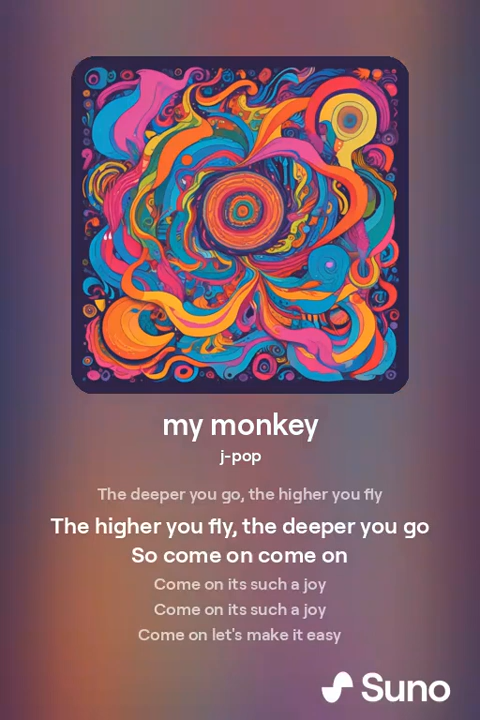 my monkey
j-pop
The deeper you go, the higher you fly
The higher you fly, the deeper you go
So come on come on
Come on its such a joy
Come on its such a joy
Come on let's make it easy
Suno